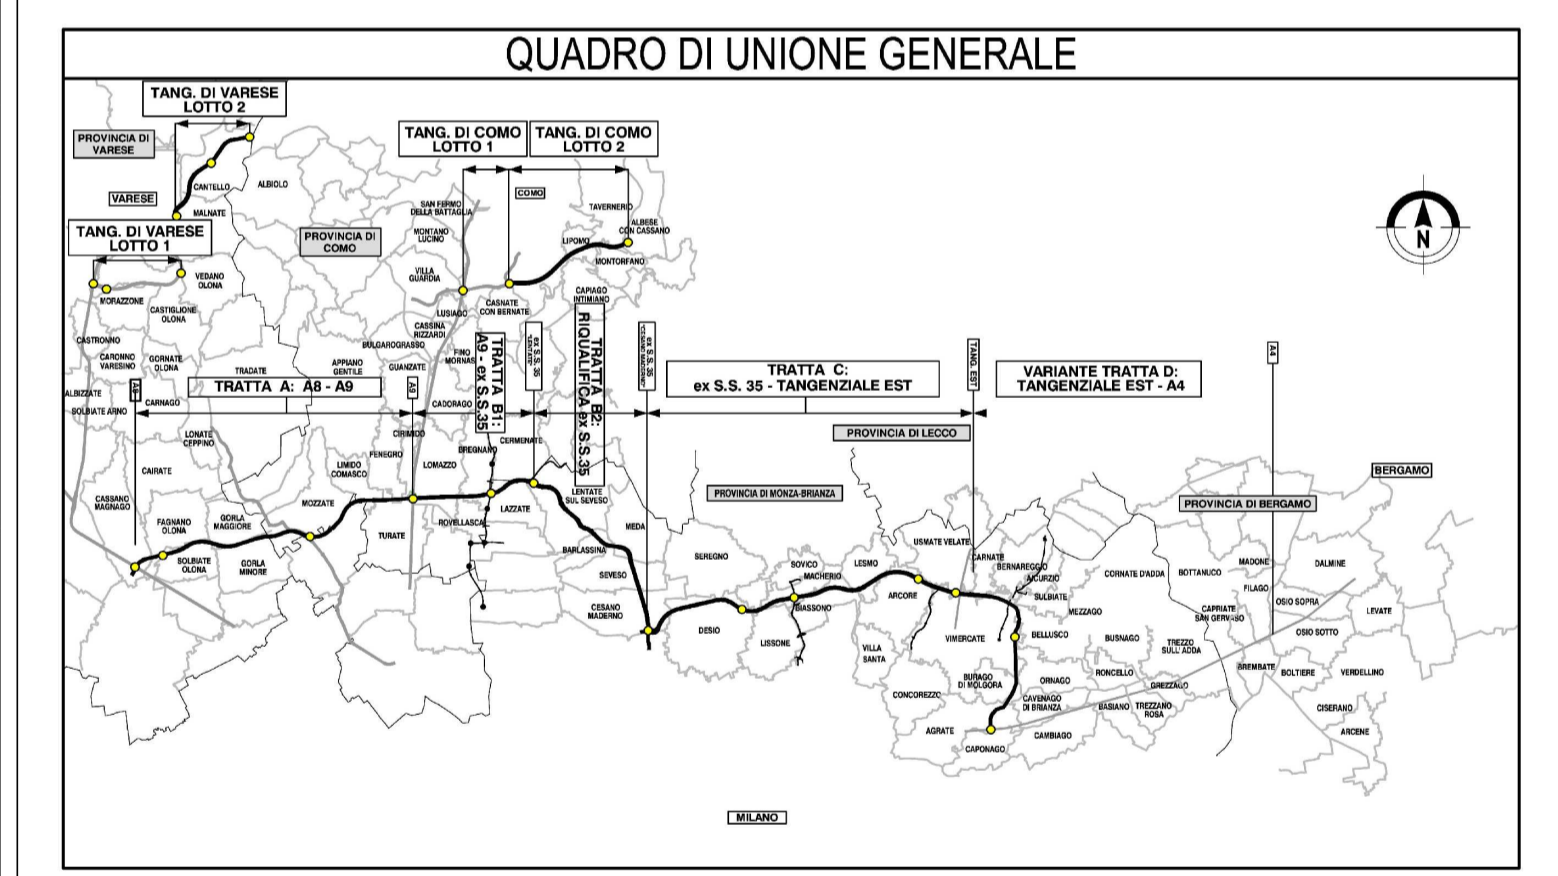 QUADRO DI UNIONE GENERALE
TANG. DI VARESE
LOTTO 2
PROVINCIA DI
VARESE
TANG. DI COMO
LOTTO 1
TANG. DI COMO
LOTTO 2
CANTELLO
ALBIOLO
VARESE
COMO
MALNATE
SAN FERMO
DELLA BATTAGLIA
TAVERNERIO
ALBESE
CON CASSANO
TANG. DI VARESE
LOTTO 1
PROVINCIA DI
COMO
MONTANO
LUCINO
LIPOMO
MONTORFANO
VILLA
GUARDIA
VEDANO
OLONA
MORAZZONE
CAPIAGO
INTIMIANO
CASTIGLIONE
OLONA
LUSIAGO
CASNATE
CON BERNATE
CASSINA
RIZZARDI
CASTRONNO
BULGAROGRASSO
FINO
MORNAS
CARONNO
VARESINO
GORNATE
OLONA
TRADATE
APPIANO
GENTILE
GUANZATE
TRATTA B1:
A9 - ex S.S.35
ex S.S. 35
"LENTATE"
TRATTA B2:
RIQUALIFICA ex S.S.35
ex S.S. 35
"CESANO MADERNO"
TRATTA C:
ex S.S. 35 - TANGENZIALE EST
TANG. EST
VARIANTE TRATTA D:
TANGENZIALE EST - A4
A4
A8
TRATTA A: A8 - A9
A9
ALBIZZATE
SOLBIATE ARNO
CARNAGO
CADORAGO
LONATE
CEPPINO
CIRIMIDO
CERMENATE
PROVINCIA DI LECCO
FENEGRO
BREGNANO
CAIRATE
LIMIDO
COMASCO
LOMAZZO
BERGAMO
CASSANO
MAGNAGO
MOZZATE
LENTATE
SUL SEVESO
PROVINCIA DI MONZA-BRIANZA
PROVINCIA DI BERGAMO
FAGNANO
OLONA
GORLA
MAGGIORE
ROVELLASCA
LAZZATE
MEDA
TURATE
SOLBIATE
OLONA
GORLA
MINORE
BARLASSINA
SEREGNO
USMATE VELATE
CARNATE
BERNAREGGIO
SOVICO
MACHERIO
LESMO
SEVESO
AICURZIO
CORNATE D'ADDA
BOTTANUCO
MADONE
DALMINE
FILAGO
ARCORE
SULBIATE
OSIO SOPRA
CESANO
MADERNO
BIASSONO
MEZZAGO
CAPRIATE
SAN GERVASO
LEVATE
DESIO
LISSONE
VIMERCATE
BELLUSCO
BUSNAGO
OSIO SOTTO
VILLA
SANTA
TREZZO
SULL' ADDA
BREMBATE
BOLTIERE
VERDELLINO
BURAGO
DI MOLGORA
ORNAGO
RONCELLO
GREZZAGO
CONCOREZZO
CAVENAGO
DI BRIANZA
BASIANO
TREZZANO
ROSA
CISERANO
AGRATE
CAMBIAGO
ARCENE
CAPONAGO
MILANO
N